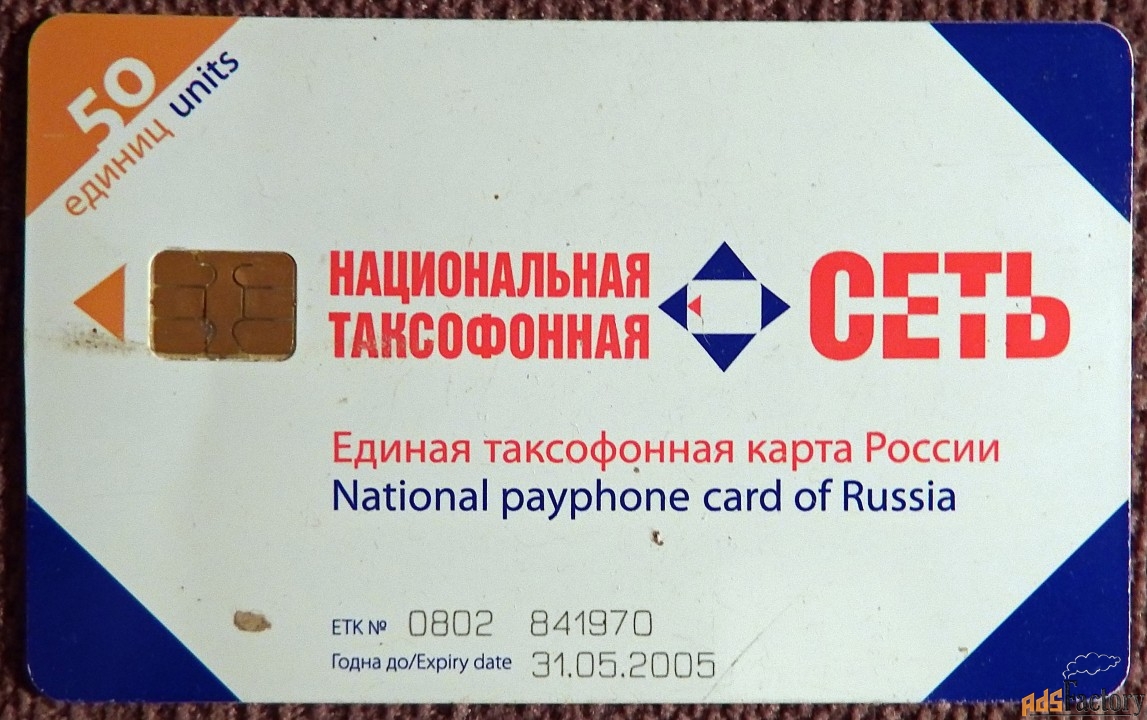 50
единиц units
НАЦИОНАЛЬНАЯ
ТАКСОФОННАЯ
СЕТЬ
Единая таксофонная карта России
National payphone card of Russia
ЕТК № 0802 841970
Годна до/Expiry date 31.05.2005
AdsFactory